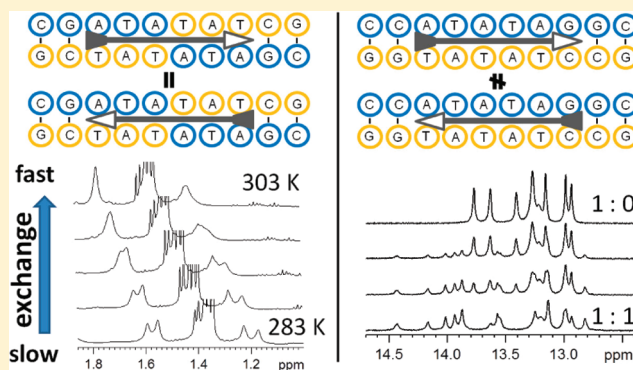 C G A T A T A T C G
G C T A T A T A G C
=
C G A T A T A T C G
G C T A T A T A G C
C C A T A T A G G C
G G T A T A T C C G
≠
C C A T A T A G G C
G G T A T A T C C G
fast
exchange
slow
303 K
283 K
1.8 1.6 1.4 1.2 ppm
1 : 0
1 : 1
14.5 14.0 13.5 13.0 ppm